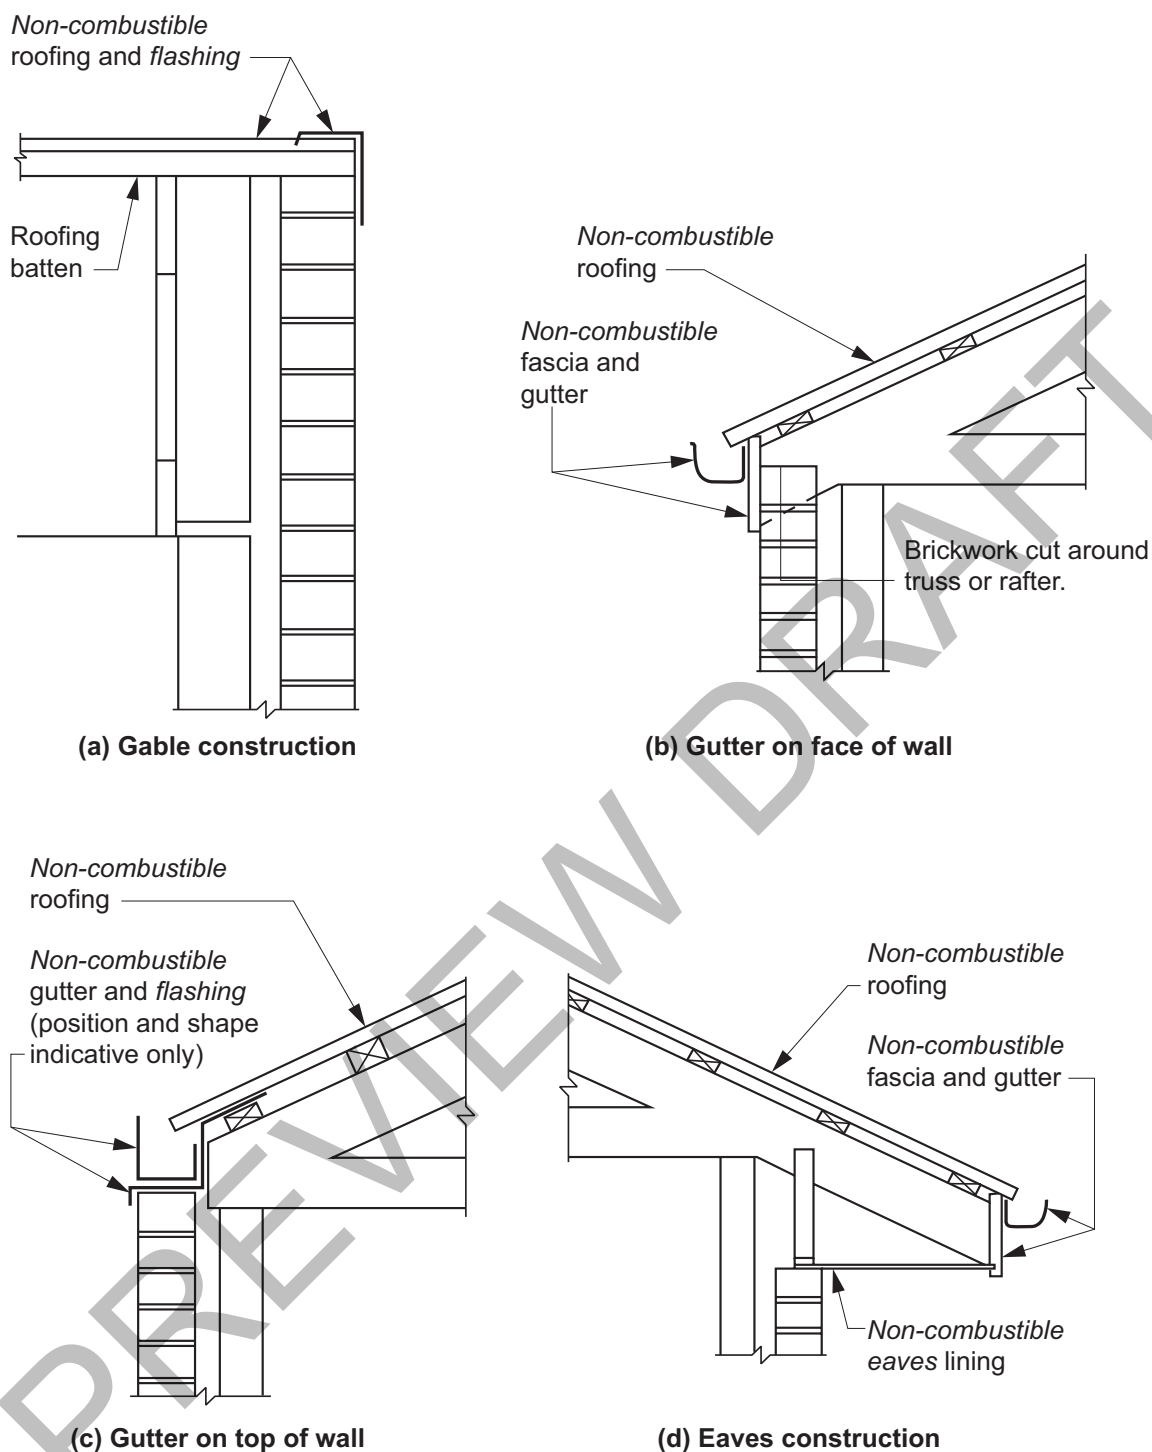 Non-combustible
roofing and flashing
Roofing
batten
(a) Gable construction
Non-combustible
roofing
Non-combustible
fascia and
gutter
Brickwork cut around
truss or rafter.
(b) Gutter on face of wall
Non-combustible
roofing
Non-combustible
gutter and flashing
(position and shape
indicative only)
(c) Gutter on top of wall
Non-combustible
roofing
Non-combustible
fascia and gutter
Non-combustible
eaves lining
(d) Eaves construction
PREVIEW DRAFT